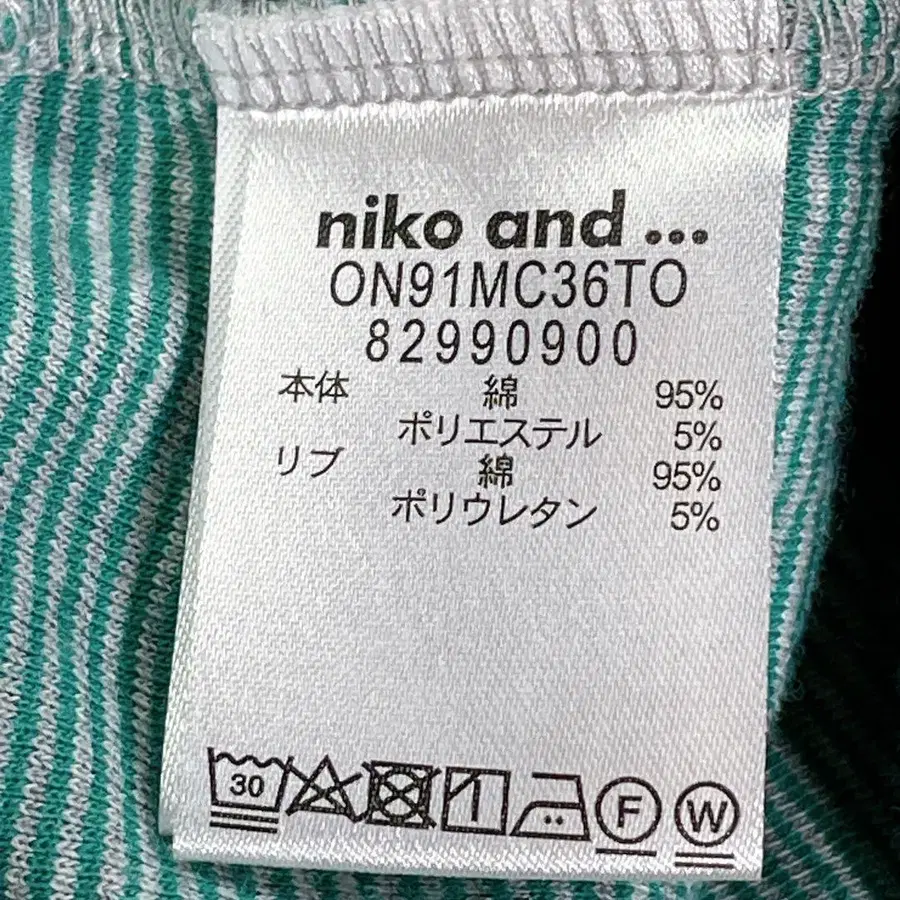 niko and ...
ON91MC36TO
82990900
本体 綿 95%
ポリエステル 5%
リブ 綿 95%
ポリウレタン 5%
30 F W